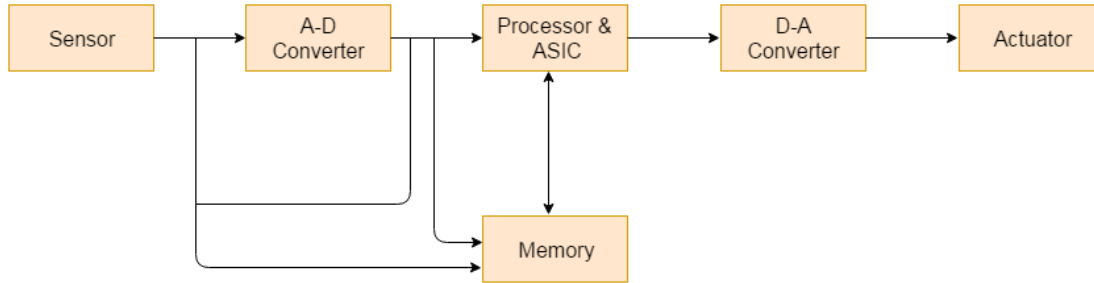 Sensor
A-D
Converter
Processor &
ASIC
D-A
Converter
Actuator
Memory